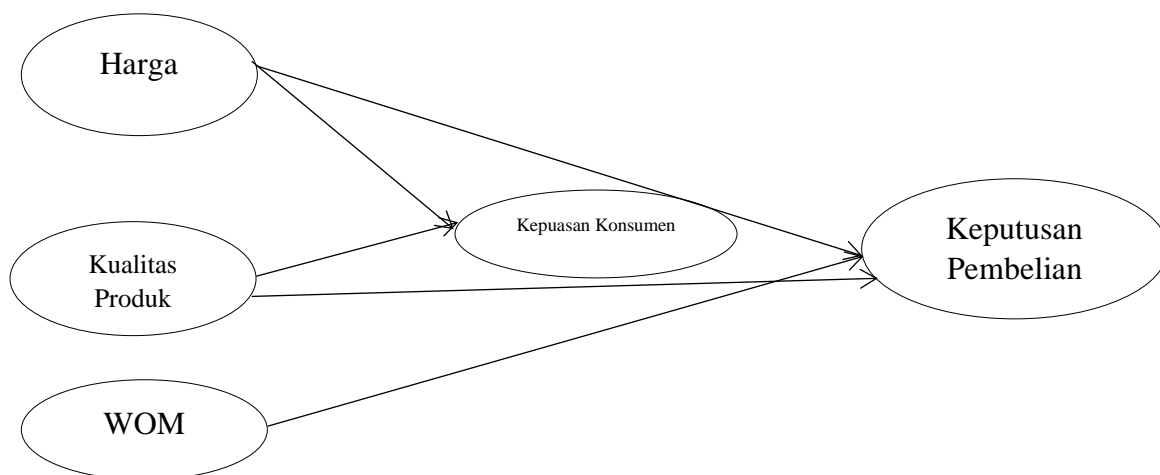 Harga
Kepuasan Konsumen
Keputusan
Pembelian
Kualitas
Produk
WOM